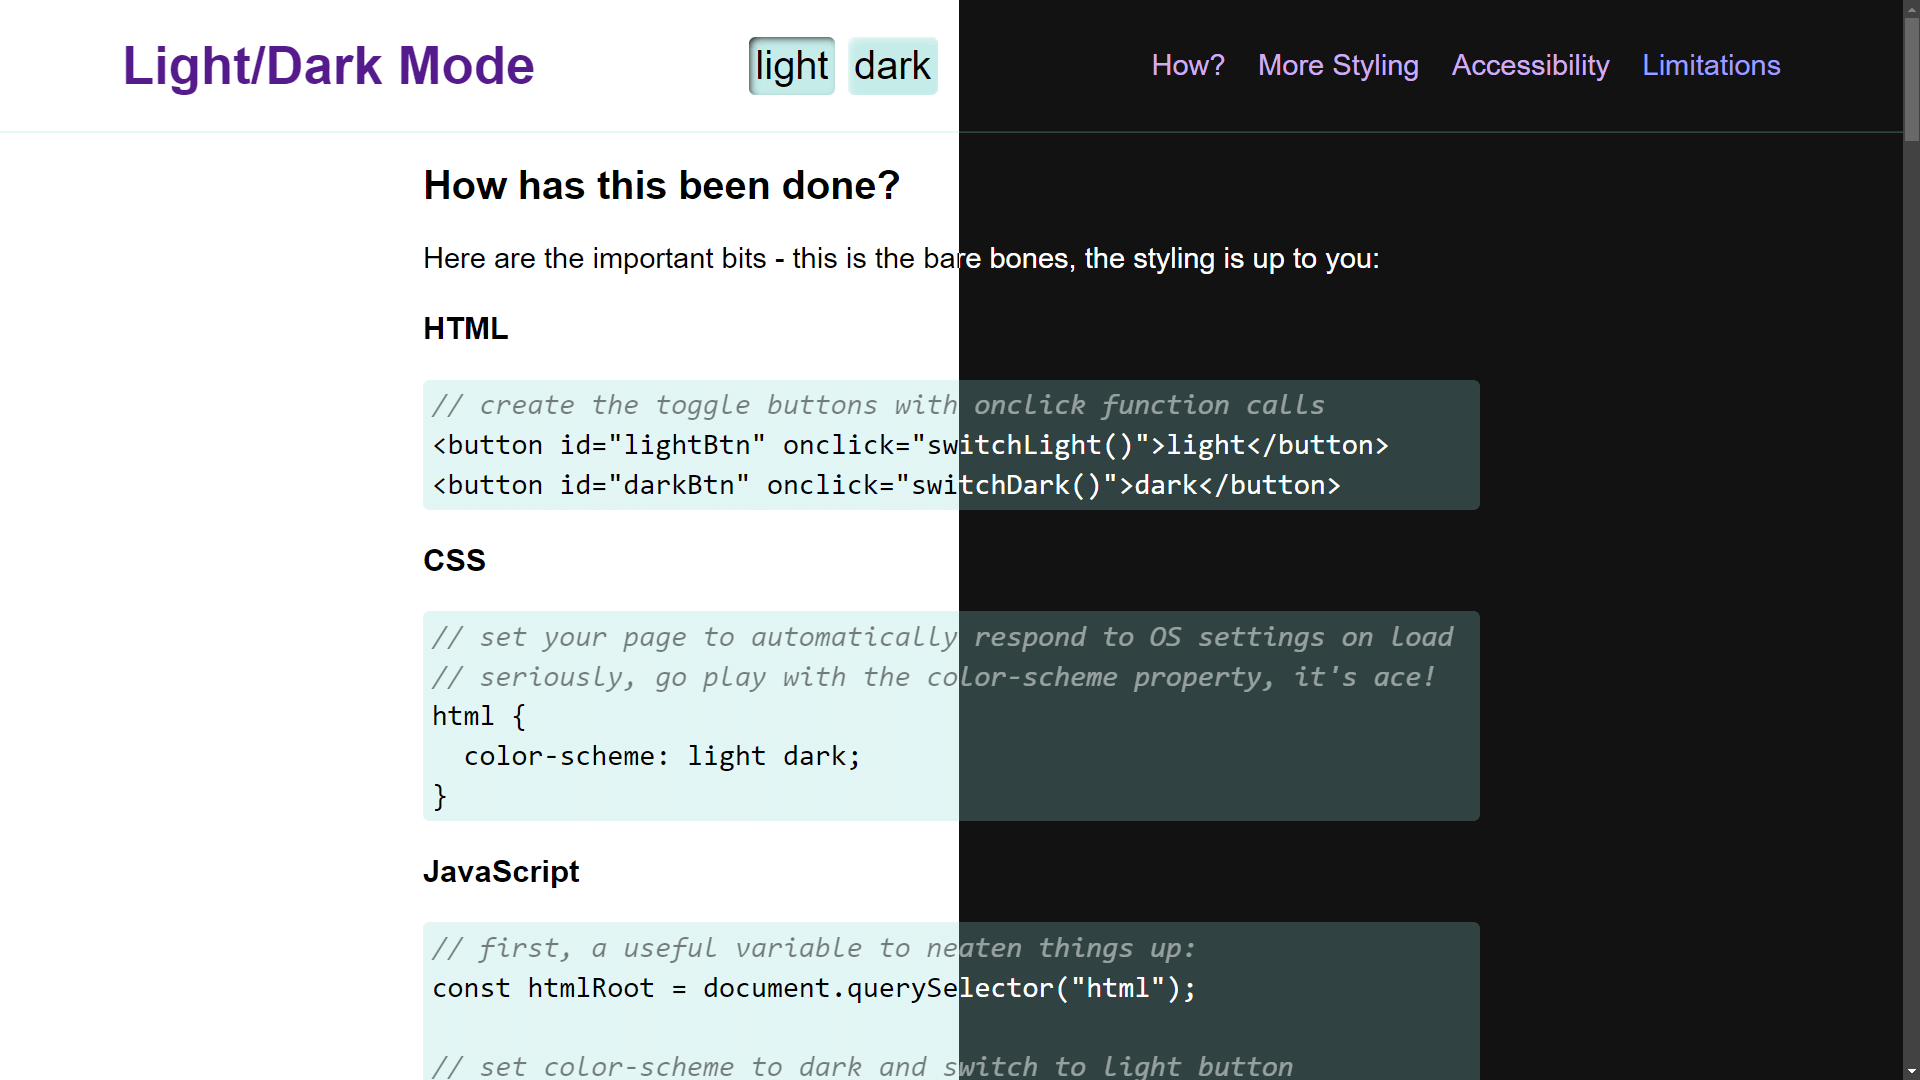 Light/Dark Mode
light dark
How? More Styling Accessibility Limitations
How has this been done?
Here are the important bits - this is the bare bones, the styling is up to you:
HTML
// create the toggle buttons with onclick function calls
<button id="lightBtn" onclick="switchLight()">light</button>
<button id="darkBtn" onclick="switchDark()">dark</button>
CSS
// set your page to automatically respond to OS settings on load
// seriously, go play with the color-scheme property, it's ace!
html {
  color-scheme: light dark;
}
JavaScript
// first, a useful variable to neaten things up:
const htmlRoot = document.querySelector("html");
// set color-scheme to dark and switch to light button